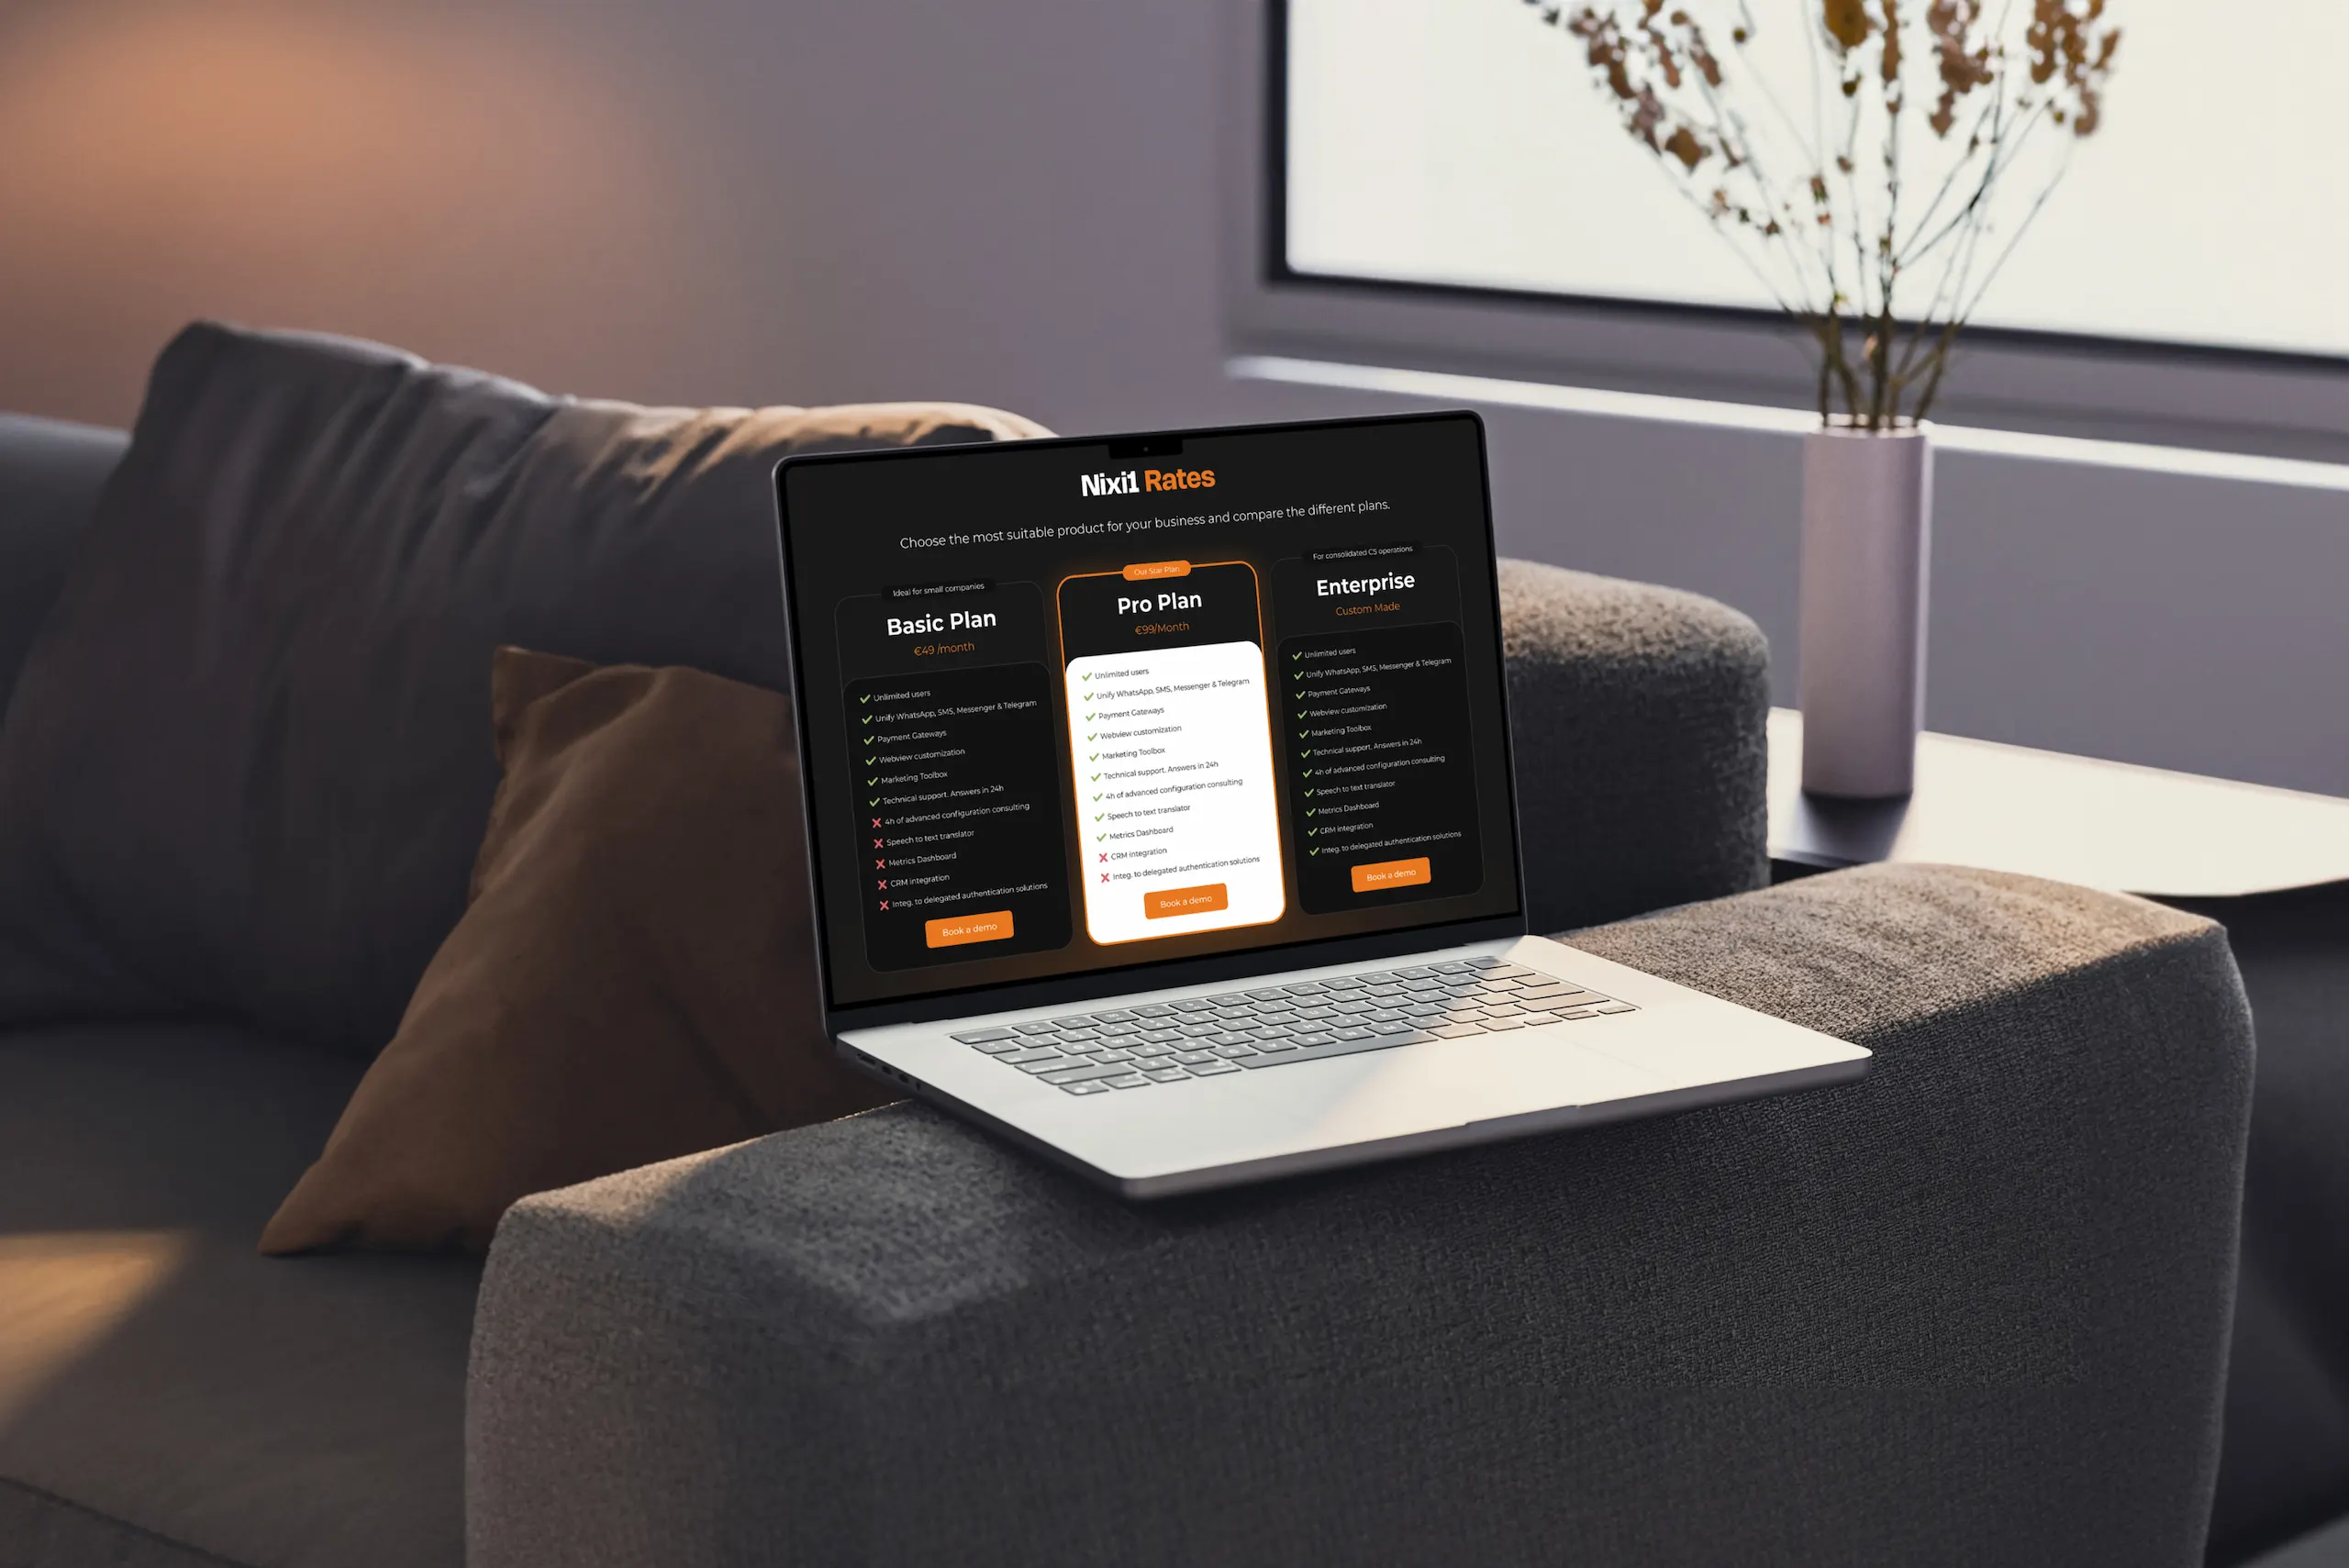 Nixi1 Rates
Choose the most suitable product for your business and compare the different plans.
Ideal for small companies
Basic Plan
€49 /month
Unlimited users
Unify WhatsApp, SMS, Messenger & Telegram
Payment Gateways
Webview customization
Marketing Toolbox
Technical support. Answers in 24h
4h of advanced configuration consulting
Speech to text translator
Metrics Dashboard
CRM integration
Integ. to delegated authentication solutions
Book a demo
Our Star Plan
Pro Plan
€99/Month
Unlimited users
Unify WhatsApp, SMS, Messenger & Telegram
Payment Gateways
Webview customization
Marketing Toolbox
Technical support. Answers in 24h
4h of advanced configuration consulting
Speech to text translator
Metrics Dashboard
CRM integration
Integ. to delegated authentication solutions
Book a demo
For consolidated CS operations
Enterprise
Custom Made
Unlimited users
Unify WhatsApp, SMS, Messenger & Telegram
Payment Gateways
Webview customization
Marketing Toolbox
Technical support. Answers in 24h
4h of advanced configuration consulting
Speech to text translator
Metrics Dashboard
CRM integration
Integ. to delegated authentication solutions
Book a demo